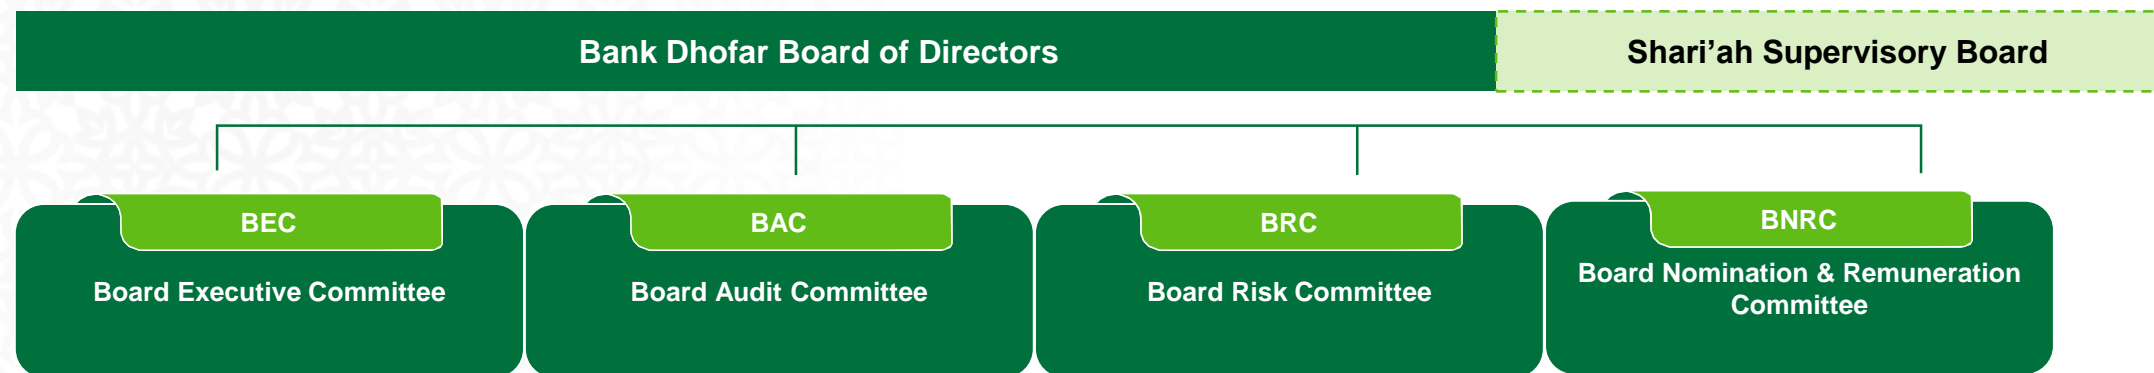 Bank Dhofar Board of Directors
Shari’ah Supervisory Board
BEC
Board Executive Committee
BAC
Board Audit Committee
BRC
Board Risk Committee
BNRC
Board Nomination & Remuneration
Committee